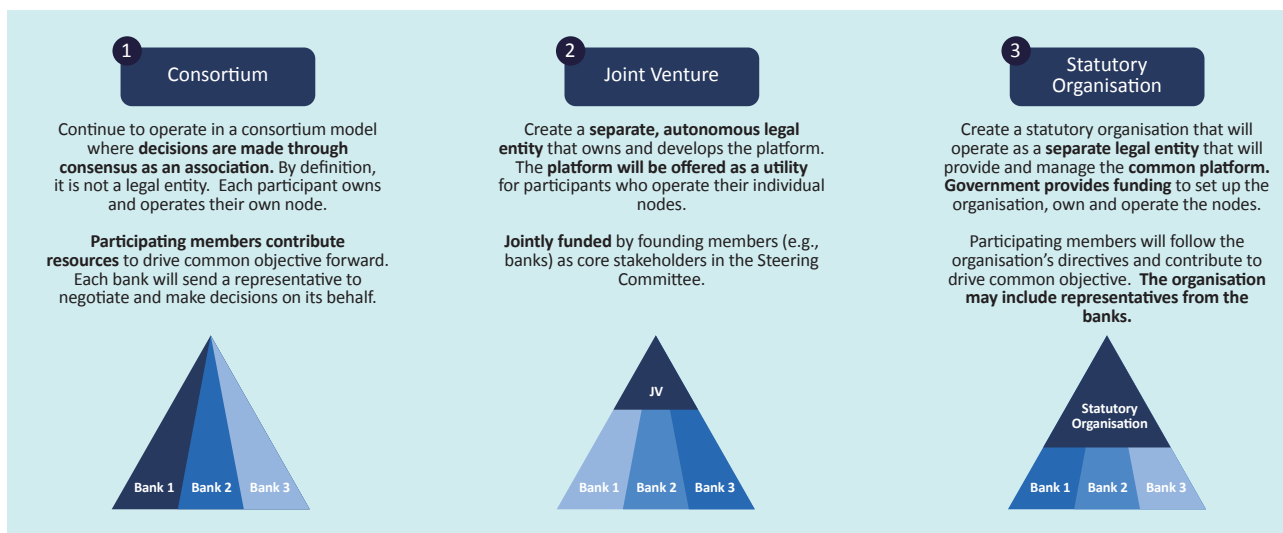 1
Consortium
Continue to operate in a consortium model
where decisions are made through
consensus as an association. By definition,
it is not a legal entity.  Each participant owns
and operates their own node.
Participating members contribute
resources to drive common objective forward.
Each bank will send a representative to
negotiate and make decisions on its behalf.
Bank 1
Bank 2
Bank 3
2
Joint Venture
Create a separate, autonomous legal
entity that owns and develops the platform.
The platform will be offered as a utility
for participants who operate their individual
nodes.
Jointly funded by founding members (e.g.,
banks) as core stakeholders in the Steering
Committee.
JV
Bank 1
Bank 2
Bank 3
3
Statutory
Organisation
Create a statutory organisation that will
operate as a separate legal entity that will
provide and manage the common platform.
Government provides funding to set up the
organisation, own and operate the nodes.
Participating members will follow the
organisation's directives and contribute to
drive common objective.  The organisation
may include representatives from the
banks.
Statutory
Organisation
Bank 1
Bank 2
Bank 3